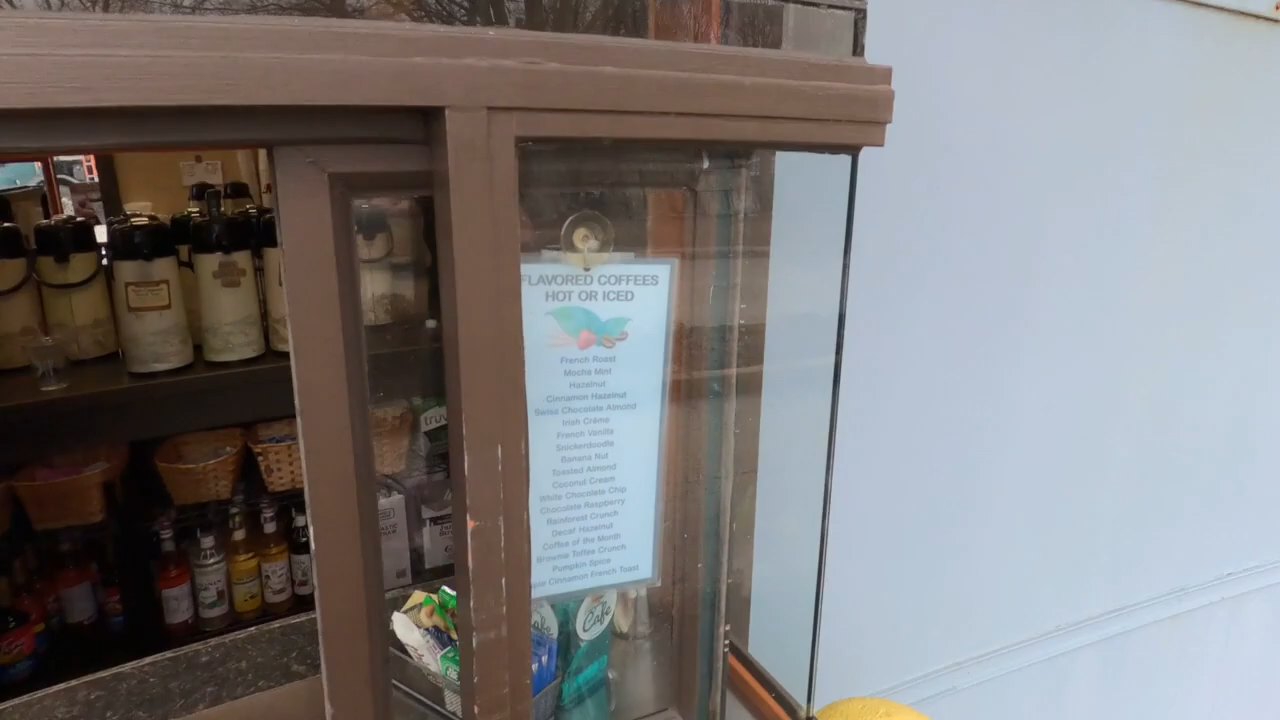 FLAVORED COFFEES
HOT OR ICED
French Roast
Mocha Mint
Hazelnut
Cinnamon Hazelnut
Swiss Chocolate Almond
Irish Crème
French Vanilla
Snickerdoodle
Banana Nut
Toasted Almond
Coconut Cream
White Chocolate Chip
Chocolate Raspberry
Rainforest Crunch
Decaf Hazelnut
Coffee of the Month
Brownie Toffee Crunch
Pumpkin Spice
Cinnamon French Toast
truvia
Café